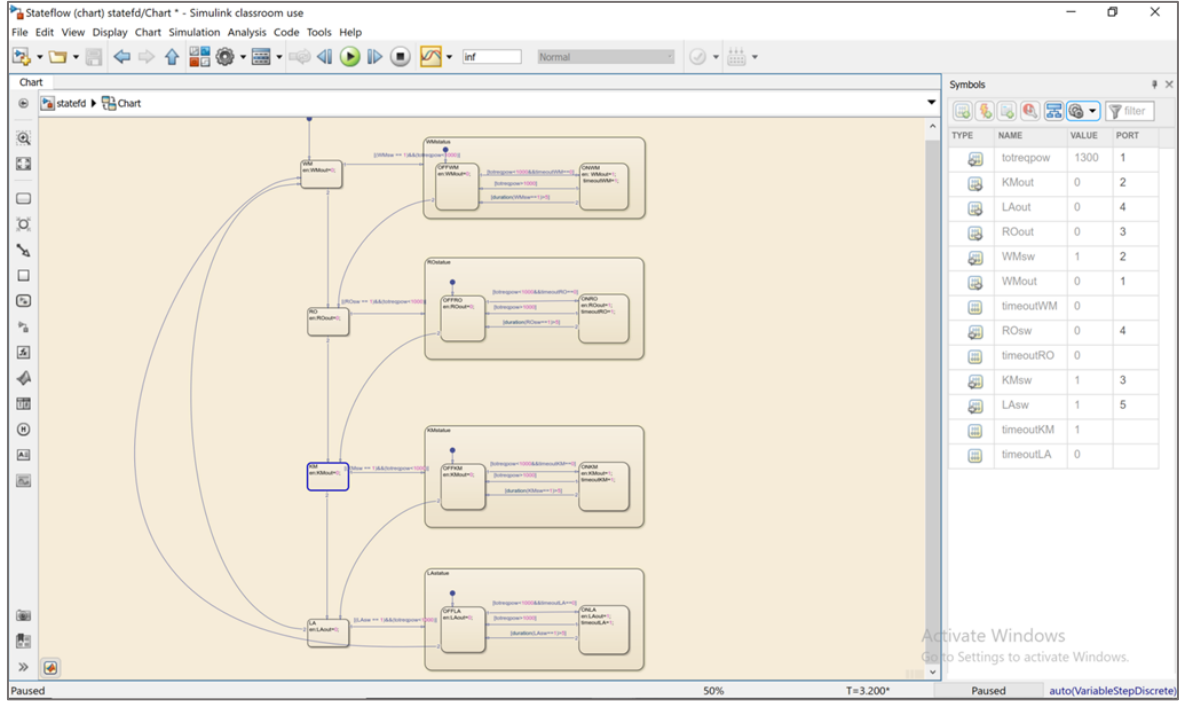 Stateflow (chart) statefd/Chart * - Simulink classroom use
File Edit View Display Chart Simulation Analysis Code Tools Help
inf
Normal
Chart
statefd Chart
Symbols
filter
TYPE NAME VALUE PORT
totreqpow 1300 1
KMout 0 2
LAout 0 4
ROout 0 3
WMsw 1 2
WMout 0 1
timeoutWM 0
ROsw 0 4
timeoutRO 0
KMsw 1 3
LAsw 1 5
timeoutKM 1
timeoutLA 0
WM
en:WMout=0;
WMstatus
OFFWM
en:WMout=0;
ONWM
en: WMout=1;
timeoutWM=1;
RO
en:ROout=0;
ROstatus
OFFRO
en:ROout=0;
ONRO
en:ROout=1;
timeoutRO=1;
KM
en:KMout=0;
KMstatus
OFFKM
en:KMout=0;
ONKM
en:KMout=1;
timeoutKM=1;
LA
en:LAout=0;
LAstatus
OFFLA
en:LAout=0;
ONLA
en:LAout=1;
timeoutLA=1;
Activate Windows
Go to Settings to activate Windows.
Paused
50%
T=3.200*
Paused
auto(VariableStepDiscrete)